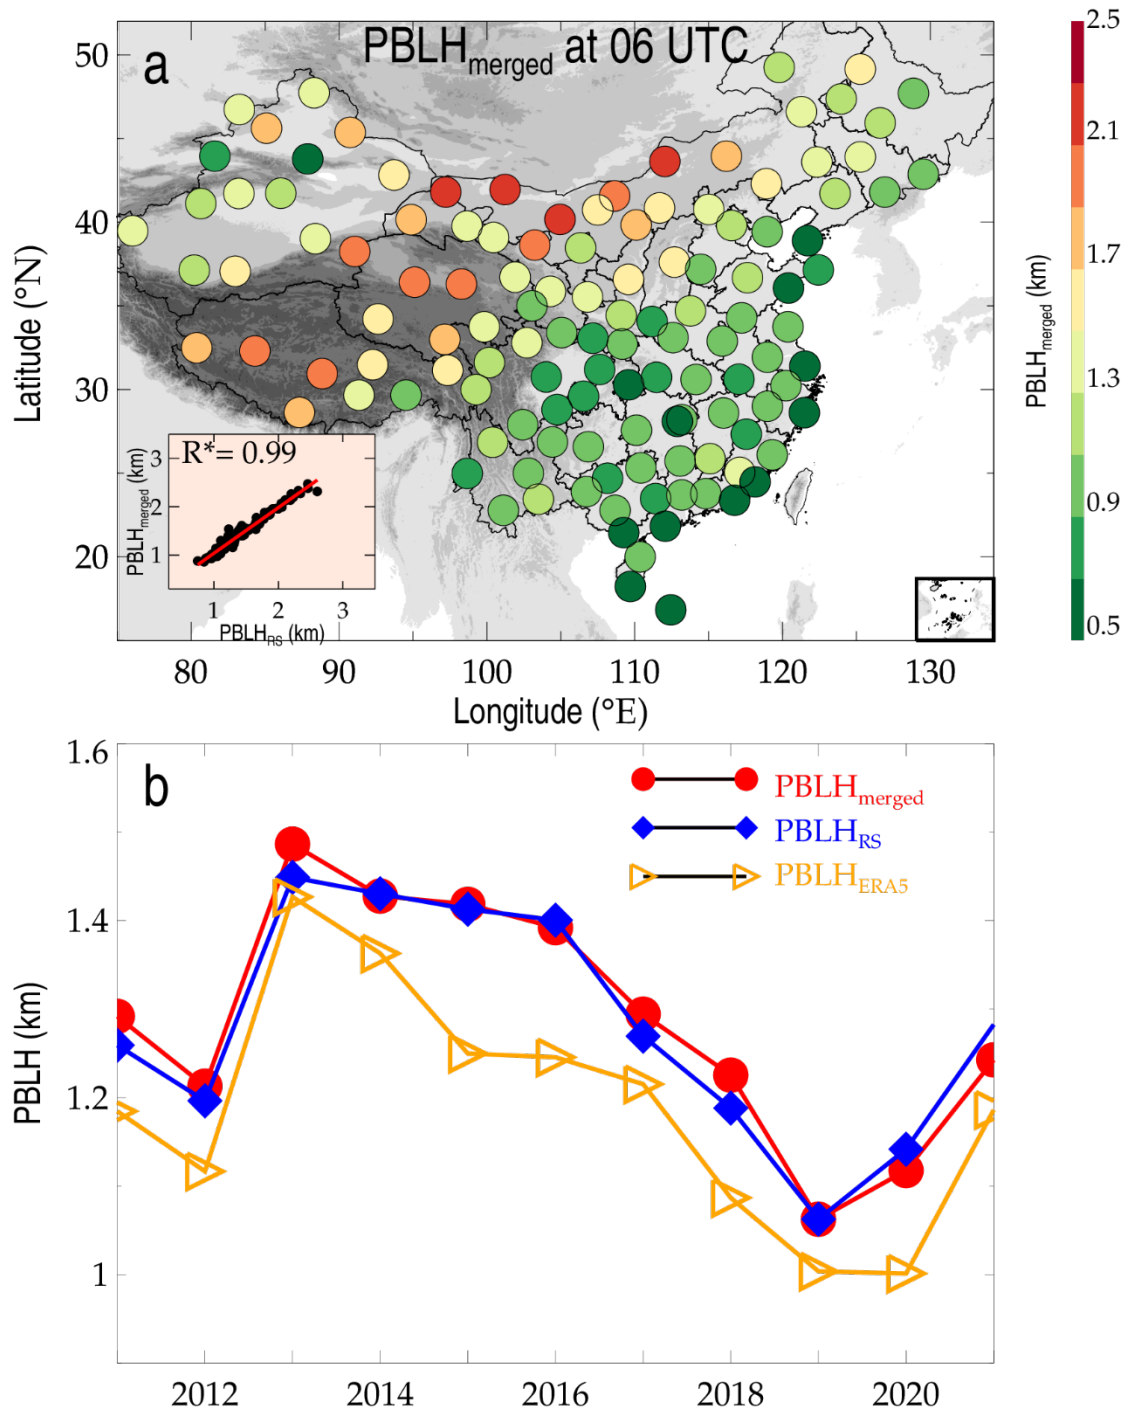 a
PBLHmerged at 06 UTC
50
40
30
20
Latitude (°N)
80
90
100
110
120
130
Longitude (°E)
R*= 0.99
3
2
1
PBLHmerged (km)
1
2
3
PBLHRS (km)
2.5
2.1
1.7
1.3
0.9
0.5
PBLHmerged (km)
b
1.6
1.4
1.2
1
PBLH (km)
PBLHmerged
PBLHRS
PBLHERA5
2012
2014
2016
2018
2020